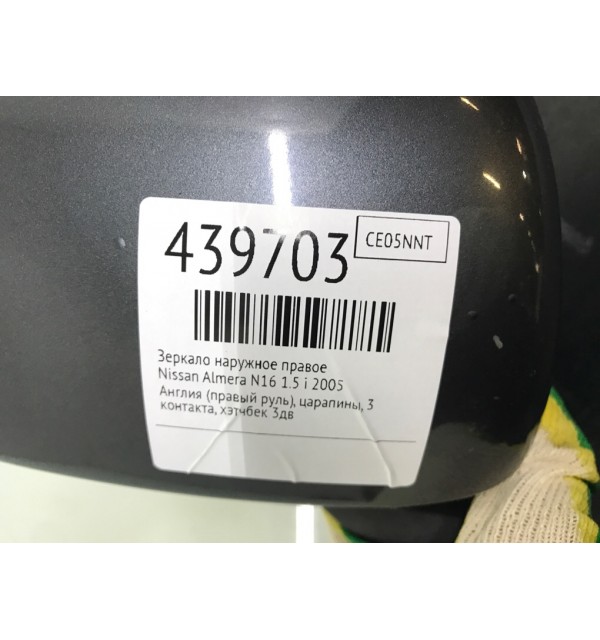 439703
CE05NNT
Зеркало наружное правое
Nissan Almera N16 1.5 i 2005
Англия (правый руль), царапины, 3
контакта, хэтчбек 3дв